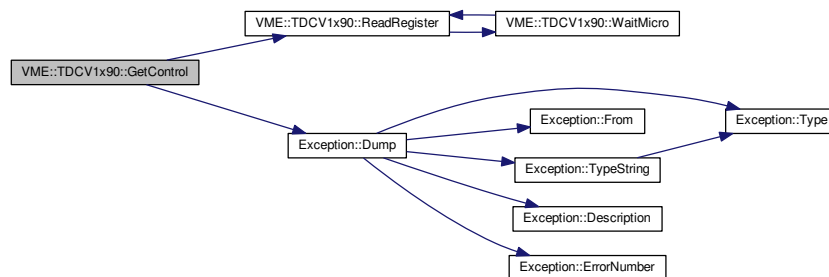 VME::TDCV1x90::ReadRegister
VME::TDCV1x90::WaitMicro
VME::TDCV1x90::GetControl
Exception::Type
Exception::From
Exception::Dump
Exception::TypeString
Exception::Description
Exception::ErrorNumber